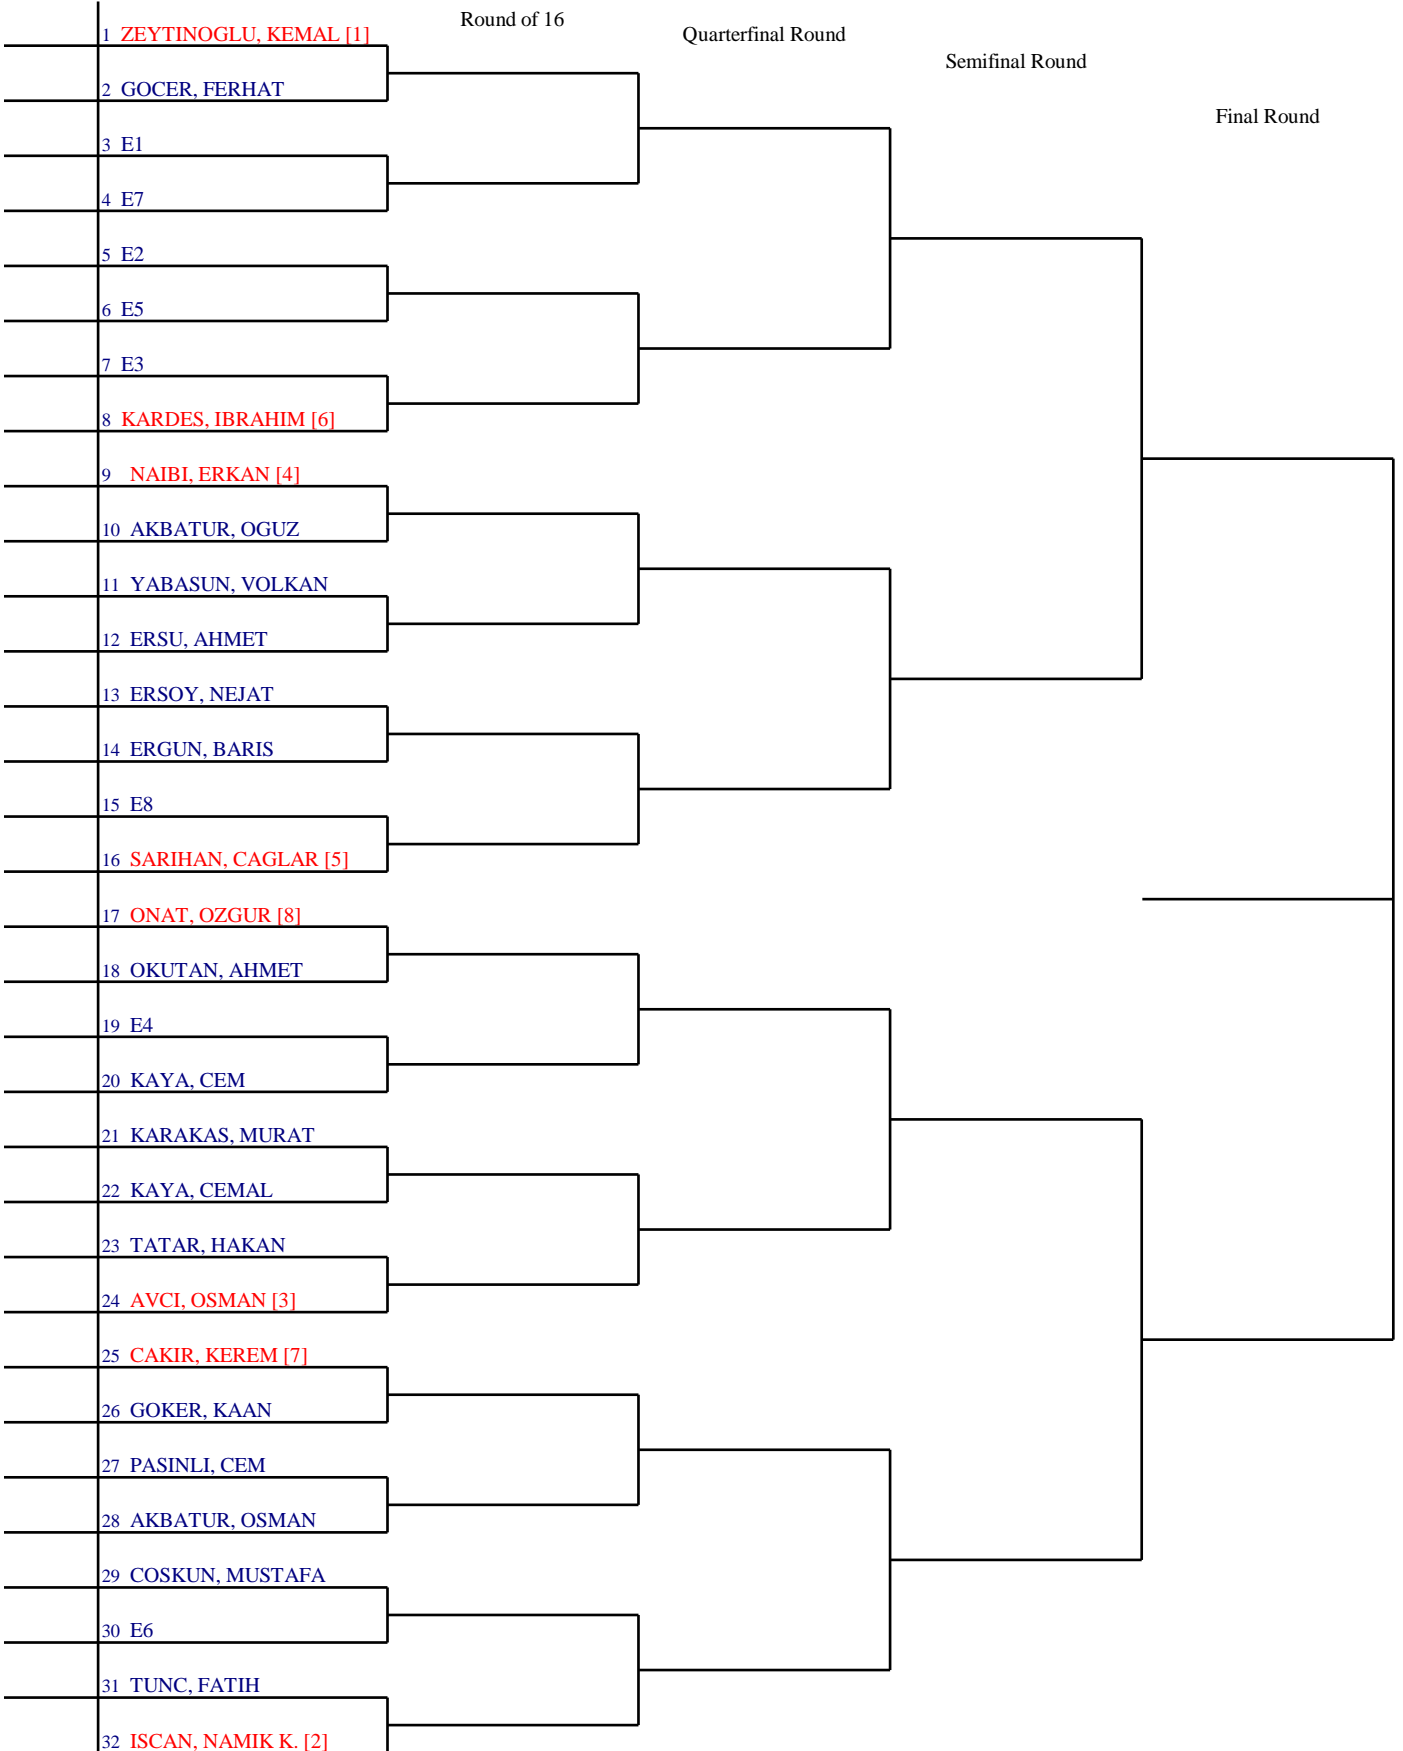 Round of 16
Quarterfinal Round
Semifinal Round
Final Round
1 ZEYTINOGLU, KEMAL [1]
2 GOCER, FERHAT
3 E1
4 E7
5 E2
6 E5
7 E3
8 KARDES, IBRAHIM [6]
9 NAIBI, ERKAN [4]
10 AKBATUR, OGUZ
11 YABASUN, VOLKAN
12 ERSU, AHMET
13 ERSOY, NEJAT
14 ERGUN, BARIS
15 E8
16 SARIHAN, CAGLAR [5]
17 ONAT, OZGUR [8]
18 OKUTAN, AHMET
19 E4
20 KAYA, CEM
21 KARAKAS, MURAT
22 KAYA, CEMAL
23 TATAR, HAKAN
24 AVCI, OSMAN [3]
25 CAKIR, KEREM [7]
26 GOKER, KAAN
27 PASINLI, CEM
28 AKBATUR, OSMAN
29 COSKUN, MUSTAFA
30 E6
31 TUNC, FATIH
32 ISCAN, NAMIK K. [2]